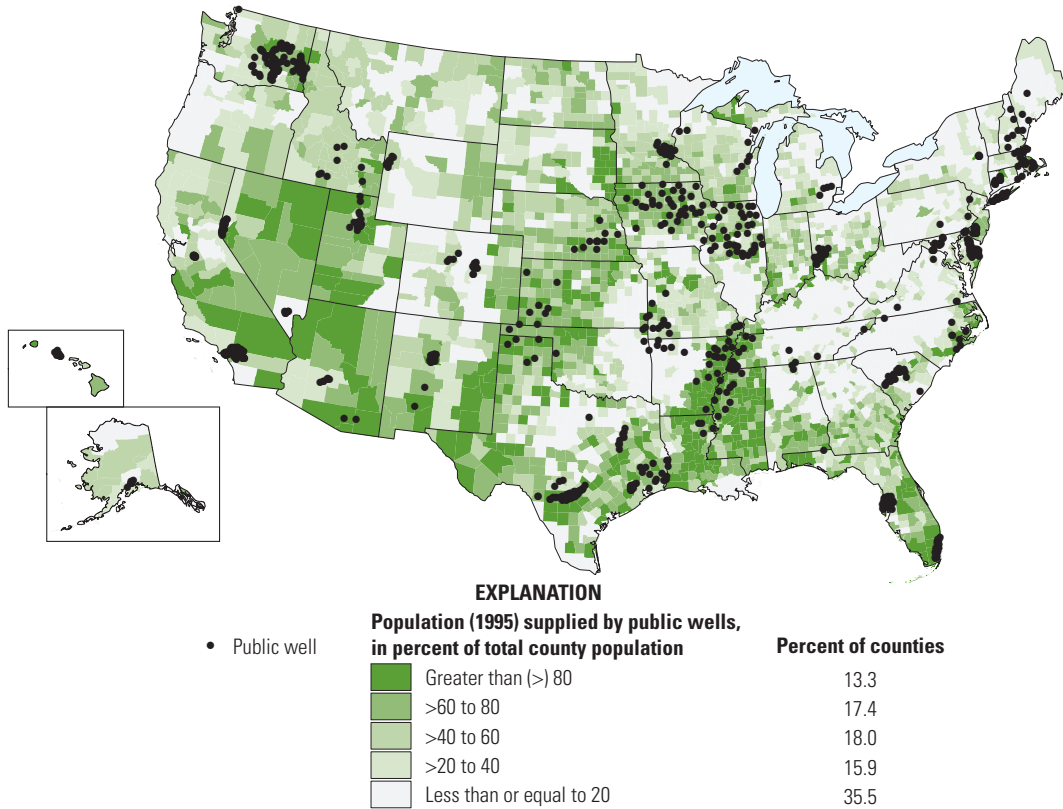 EXPLANATION
Population (1995) supplied by public wells,
in percent of total county population
Percent of counties
Public well
Greater than (>) 80
13.3
>60 to 80
17.4
>40 to 60
18.0
>20 to 40
15.9
Less than or equal to 20
35.5